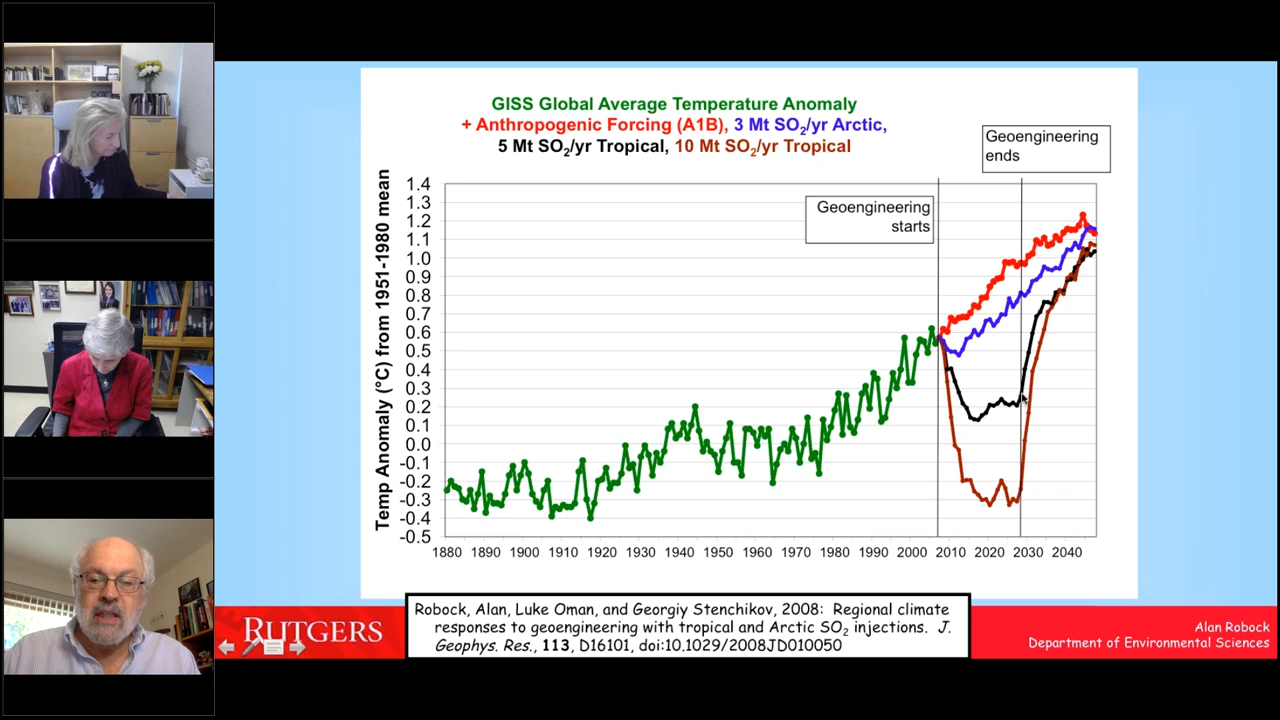 GISS Global Average Temperature Anomaly
+ Anthropogenic Forcing (A1B), 3 Mt SO2/yr Arctic,
5 Mt SO2/yr Tropical, 10 Mt SO2/yr Tropical
Geoengineering
ends
Geoengineering
starts
Temp Anomaly (°C) from 1951-1980 mean
1.4
1.3
1.2
1.1
1.0
0.9
0.8
0.7
0.6
0.5
0.4
0.3
0.2
0.1
0.0
-0.1
-0.2
-0.3
-0.4
-0.5
1880 1890 1900 1910 1920 1930 1940 1950 1960 1970 1980 1990 2000 2010 2020 2030 2040
Robock, Alan, Luke Oman, and Georgiy Stenchikov, 2008: Regional climate
responses to geoengineering with tropical and Arctic SO2 injections. J.
Geophys. Res., 113, D16101, doi:10.1029/2008JD010050
RUTGERS
Alan Robock
Department of Environmental Sciences